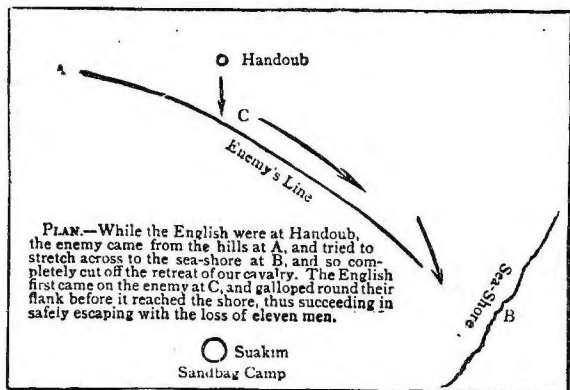 A
Handoub
C
Enemy's Line
PLAN.—While the English were at Handoub,
the enemy came from the hills at A, and tried to
stretch across to the sea-shore at B, and so com-
pletely cut off the retreat of our cavalry. The English
first came on the enemy at C, and galloped round their
flank before it reached the shore, thus succeeding in
safely escaping with the loss of eleven men.
Sea-Shore
B
Suakim
Sandbag Camp